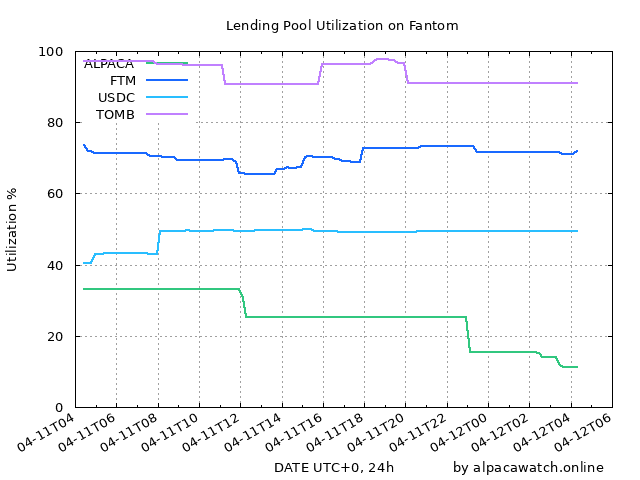 Lending Pool Utilization on Fantom
100
80
60
40
20
0
Utilization %
ALPACA
FTM
USDC
TOMB
04-11T04
04-11T06
04-11T08
04-11T10
04-11T12
04-11T14
04-11T16
04-11T18
04-11T20
04-11T22
04-12T00
04-12T02
04-12T04
04-12T06
DATE UTC+0, 24h by alpacawatch.online